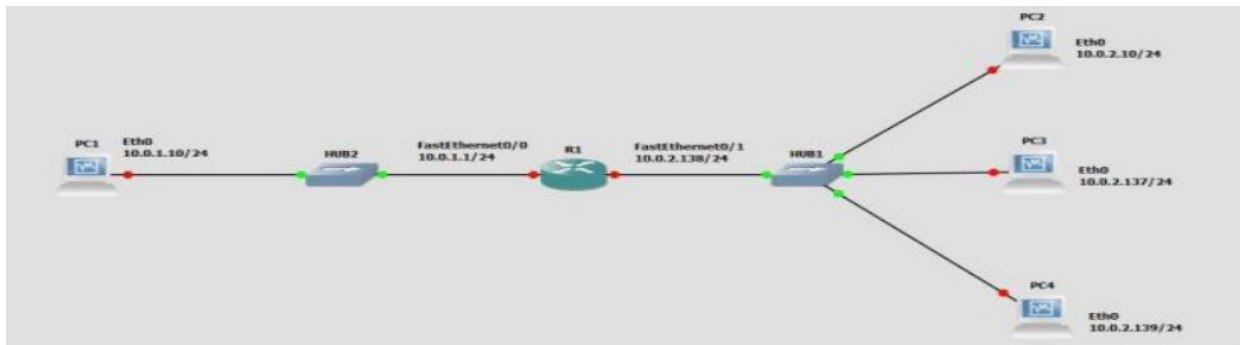 PC1
Eth0
10.0.1.10/24
HUB2
FastEthernet0/0
10.0.1.1/24
R1
FastEthernet0/1
10.0.2.138/24
HUB1
PC2
Eth0
10.0.2.10/24
PC3
Eth0
10.0.2.137/24
PC4
Eth0
10.0.2.139/24